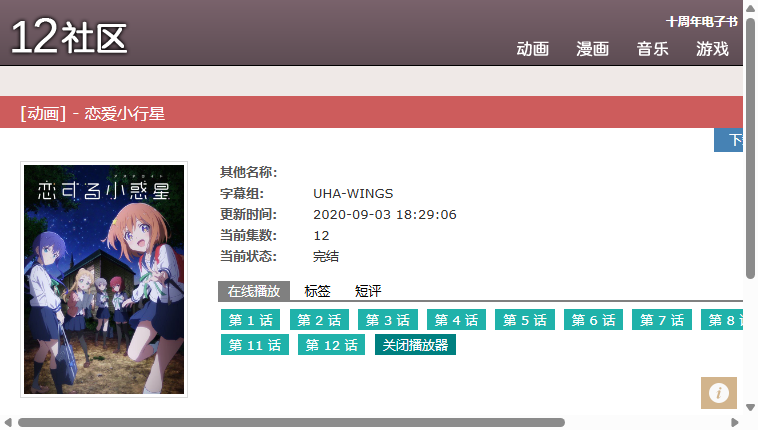 12社区
十周年电子书
动画 漫画 音乐 游戏
[动画] - 恋爱小行星
恋する小惑星
其他名称:
字幕组: UHA-WINGS
更新时间: 2020-09-03 18:29:06
当前集数: 12
当前状态: 完结
在线播放 标签 短评
第 1 话 第 2 话 第 3 话 第 4 话 第 5 话 第 6 话 第 7 话 第 8
第 11 话 第 12 话 关闭播放器